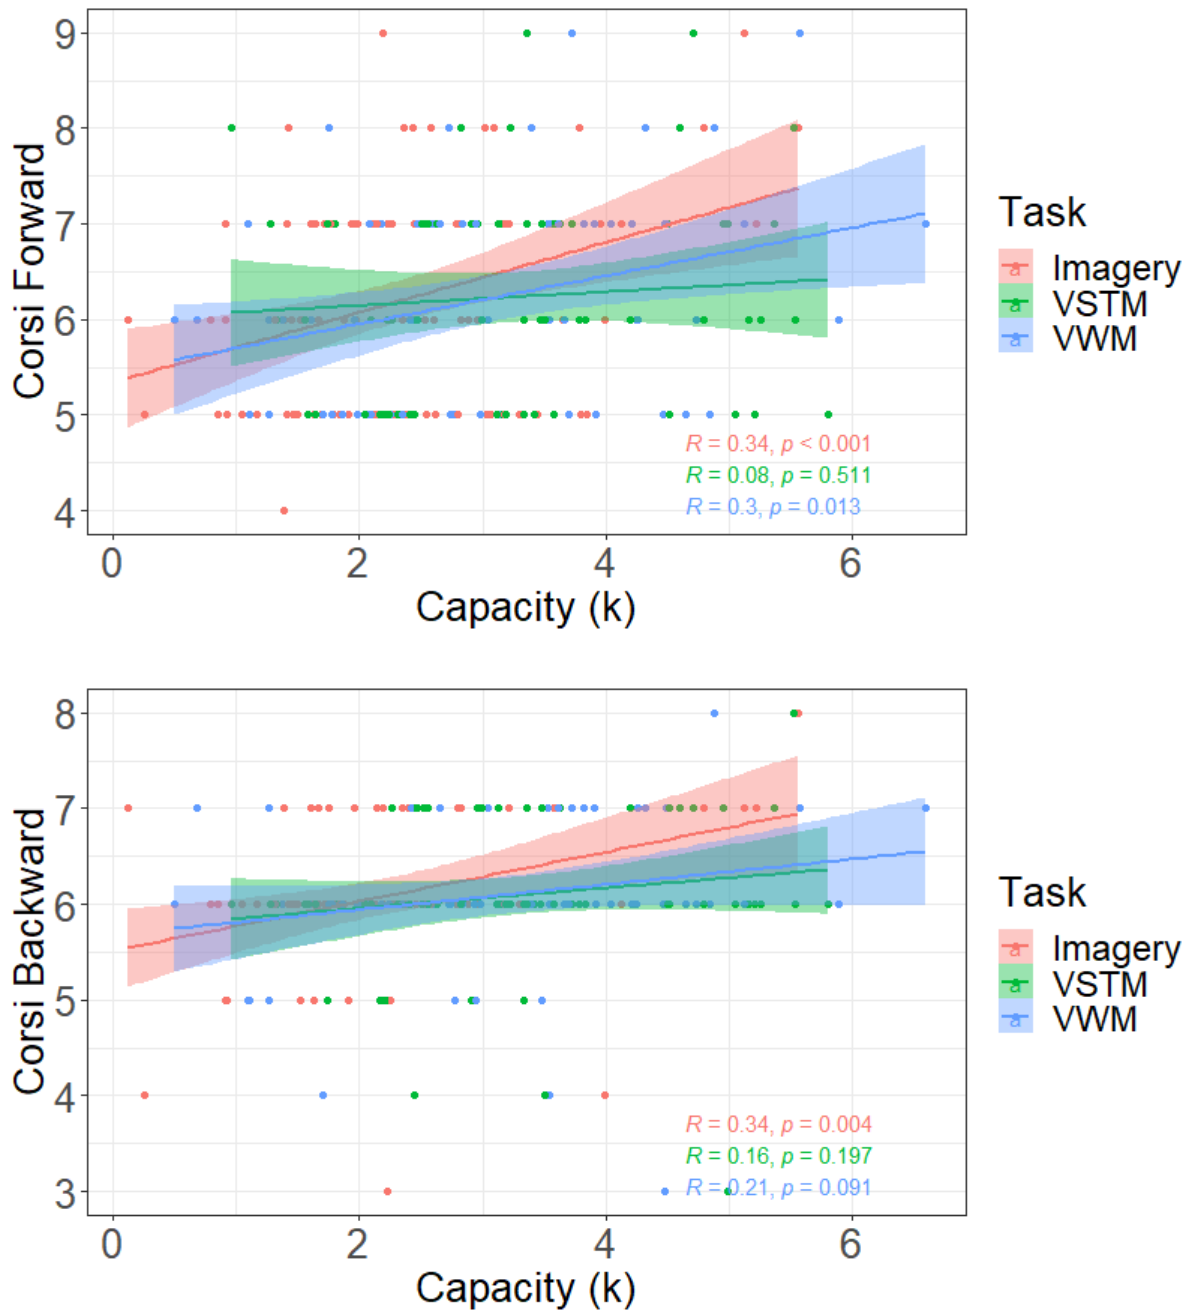 9
8
7
6
5
4
Corsi Forward
0 2 4 6
Capacity (k)
R = 0.34, p < 0.001
R = 0.08, p = 0.511
R = 0.3, p = 0.013
Task
a Imagery
a VSTM
a VWM
8
7
6
5
4
3
Corsi Backward
0 2 4 6
Capacity (k)
R = 0.34, p = 0.004
R = 0.16, p = 0.197
R = 0.21, p = 0.091
Task
a Imagery
a VSTM
a VWM